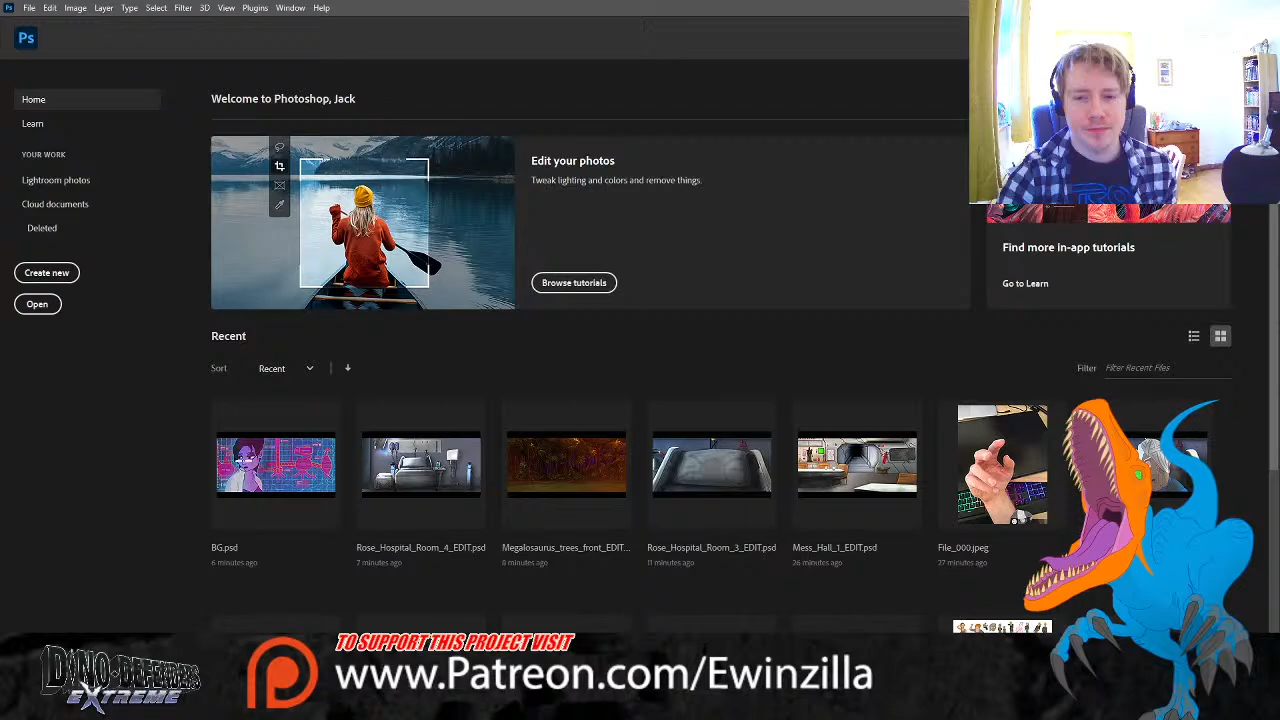 Ps File Edit Image Layer Type Select Filter 3D View Plugins Window Help
Ps
Home
Learn
YOUR WORK
Lightroom photos
Cloud documents
Deleted
Create new
Open
Welcome to Photoshop, Jack
Edit your photos
Tweak lighting and colors and remove things.
Browse tutorials
Find more in-app tutorials
Go to Learn
Recent
Sort Recent
Filter Filter Recent Files
BG.psd
6 minutes ago
Rose_Hospital_Room_4_EDIT.psd
7 minutes ago
Megalosaurus_trees_front_EDIT...
8 minutes ago
Rose_Hospital_Room_3_EDIT.psd
11 minutes ago
Mess_Hall_1_EDIT.psd
26 minutes ago
File_000.jpeg
27 minutes ago
TRON
DINO-DEFENDERS
EXTREME
TO SUPPORT THIS PROJECT VISIT
www.Patreon.com/Ewinzilla